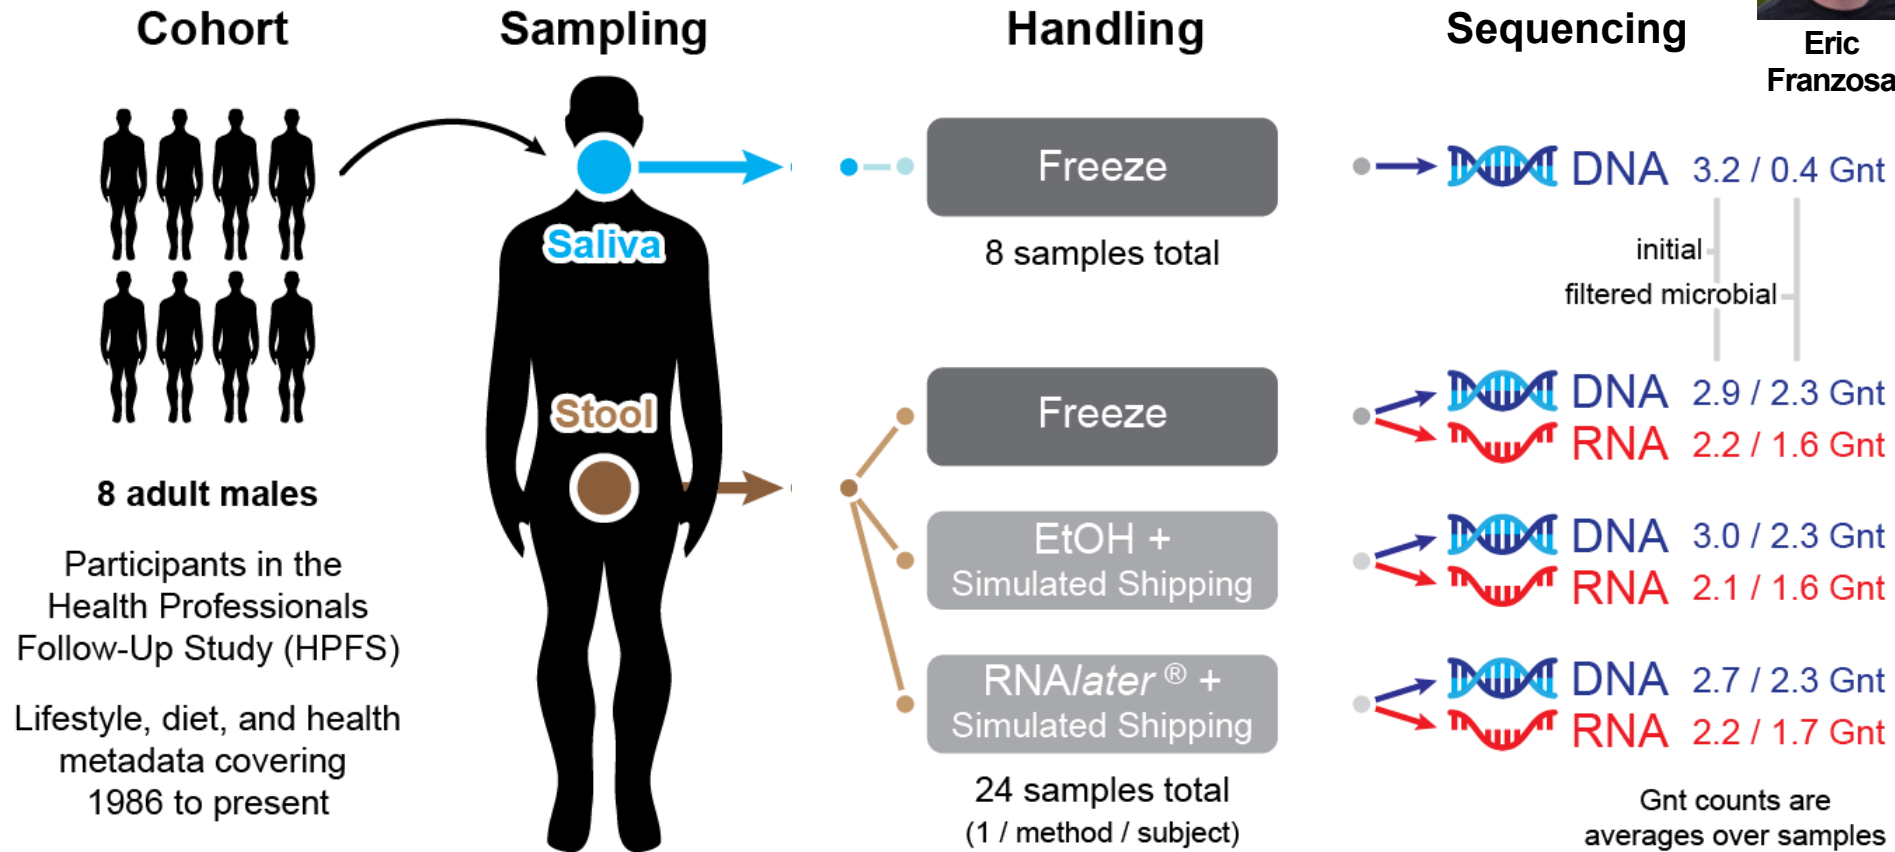 Cohort
Sampling
Handling
Sequencing
Eric
Franzosa
Saliva
Stool
8 adult males
Participants in the
Health Professionals
Follow-Up Study (HPFS)
Lifestyle, diet, and health
metadata covering
1986 to present
Freeze
8 samples total
Freeze
EtOH +
Simulated Shipping
RNAlater ® +
Simulated Shipping
24 samples total
(1 / method / subject)
DNA 3.2 / 0.4 Gnt
initial
filtered microbial
DNA 2.9 / 2.3 Gnt
RNA 2.2 / 1.6 Gnt
DNA 3.0 / 2.3 Gnt
RNA 2.1 / 1.6 Gnt
DNA 2.7 / 2.3 Gnt
RNA 2.2 / 1.7 Gnt
Gnt counts are
averages over samples